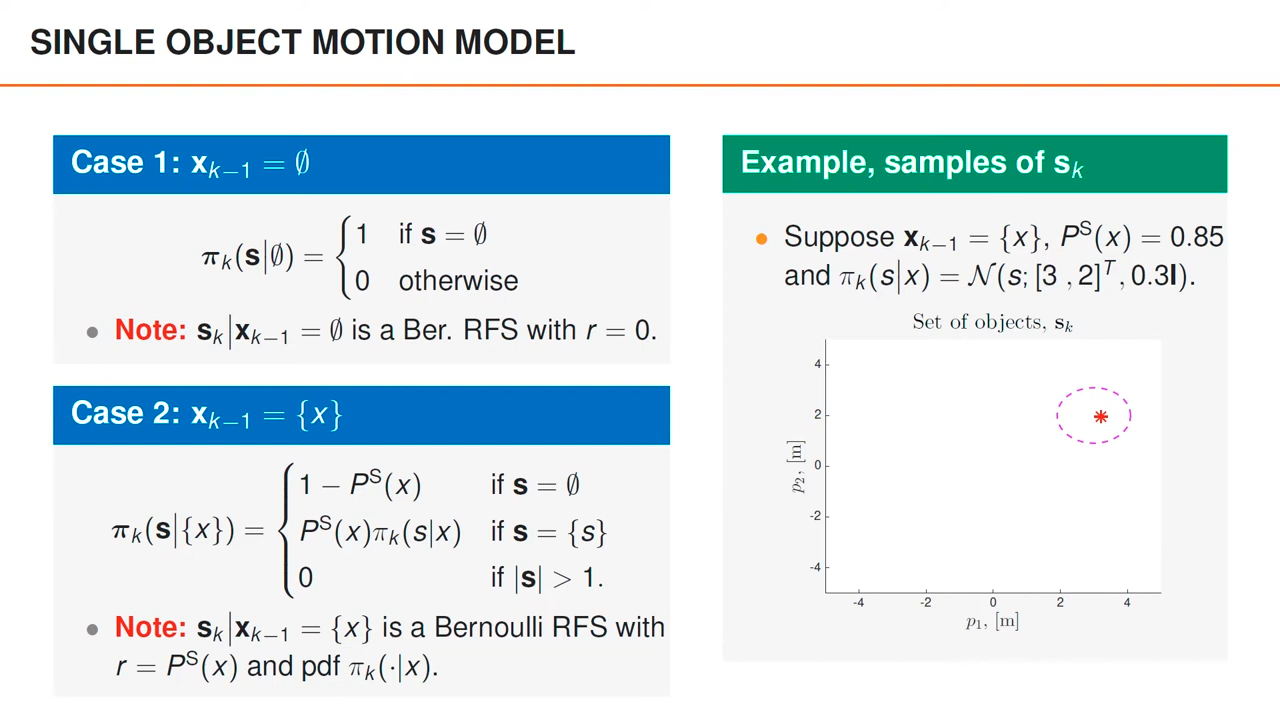 SINGLE OBJECT MOTION MODEL
Case 1: x_{k−1} = ∅
π_k(s|∅) = { 1 if s = ∅
0 otherwise
• Note: s_k|x_{k−1} = ∅ is a Ber. RFS with r = 0.
Case 2: x_{k−1} = {x}
π_k(s|{x}) = { 1 − P^S(x) if s = ∅
P^S(x)π_k(s|x) if s = {s}
0 if |s| > 1.
• Note: s_k|x_{k−1} = {x} is a Bernoulli RFS with
r = P^S(x) and pdf π_k(·|x).
Example, samples of s_k
• Suppose x_{k−1} = {x}, P^S(x) = 0.85
and π_k(s|x) = N(s; [3 , 2]^T, 0.3I).
Set of objects, s_k
4
2
0
-2
-4
p_2, [m]
-4 -2 0 2 4
p_1, [m]